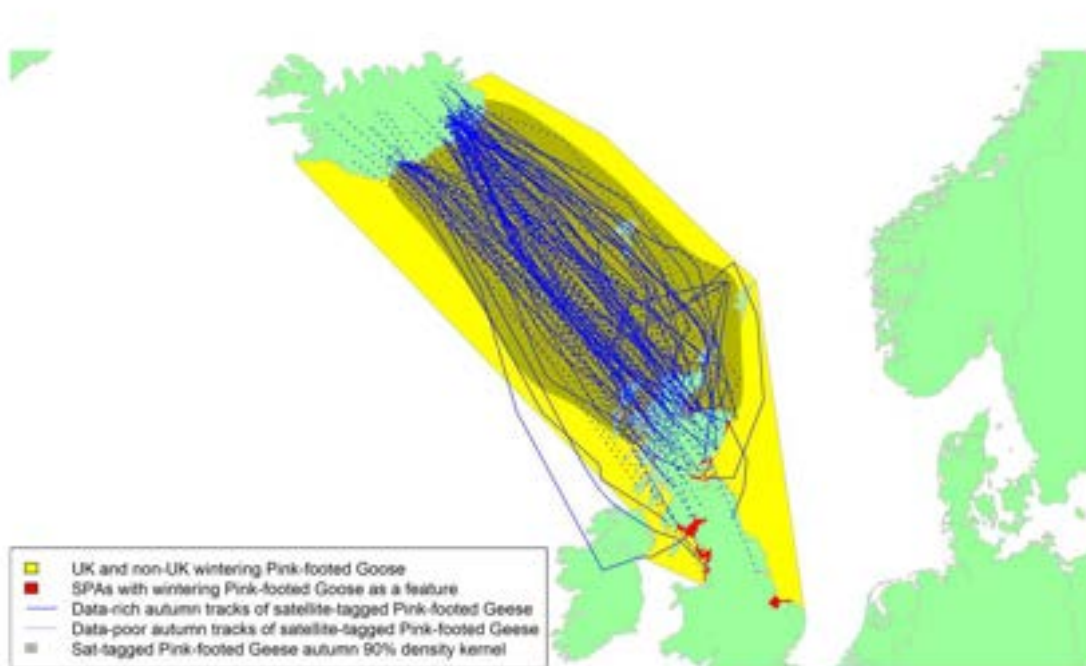 UK and non-UK wintering Pink-footed Goose
SPAs with wintering Pink-footed Goose as a feature
Data-rich autumn tracks of satellite-tagged Pink-footed Geese
Data-poor autumn tracks of satellite-tagged Pink-footed Geese
Sat-tagged Pink-footed Geese autumn 90% density kernel